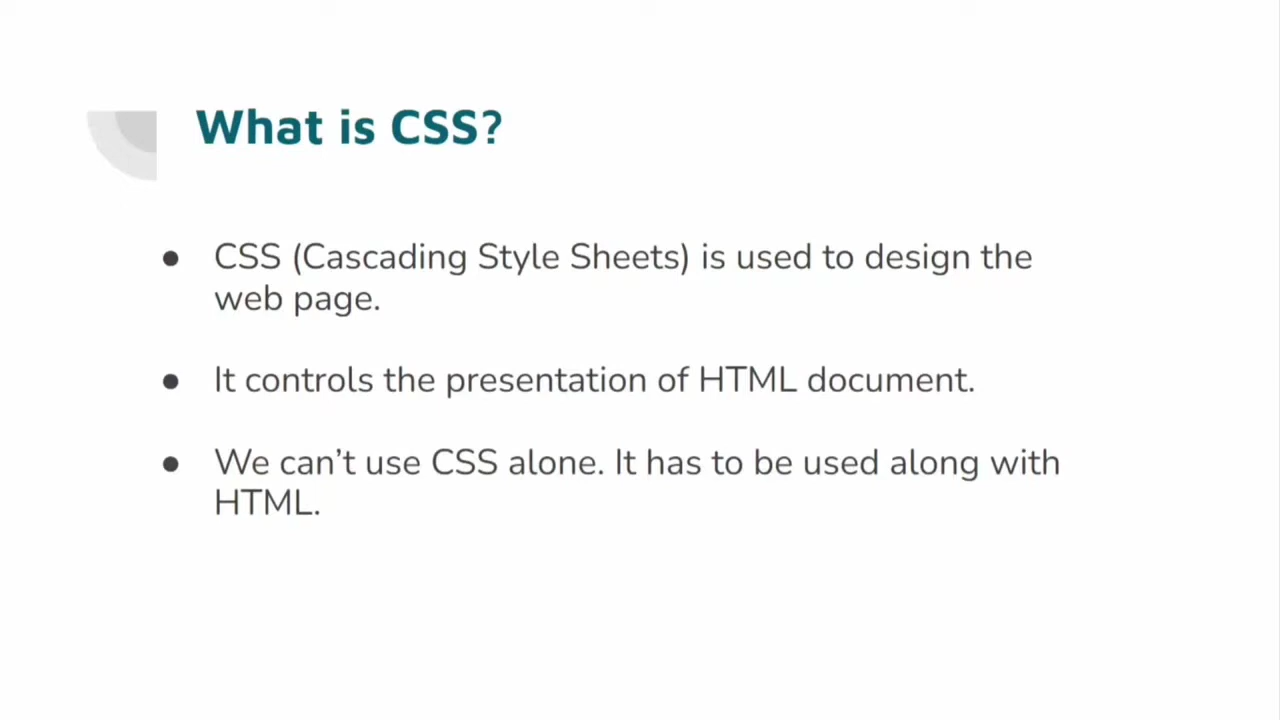 What is CSS?
● CSS (Cascading Style Sheets) is used to design the
web page.
● It controls the presentation of HTML document.
● We can’t use CSS alone. It has to be used along with
HTML.